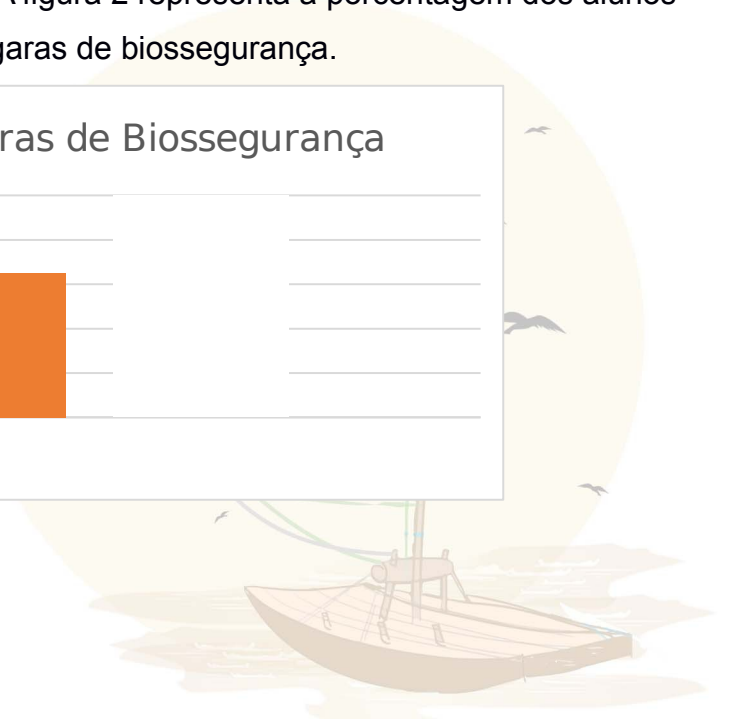 figura 2 representa a porcentagem dos alunos
garas de biossegurança.
ras de Biossegurança